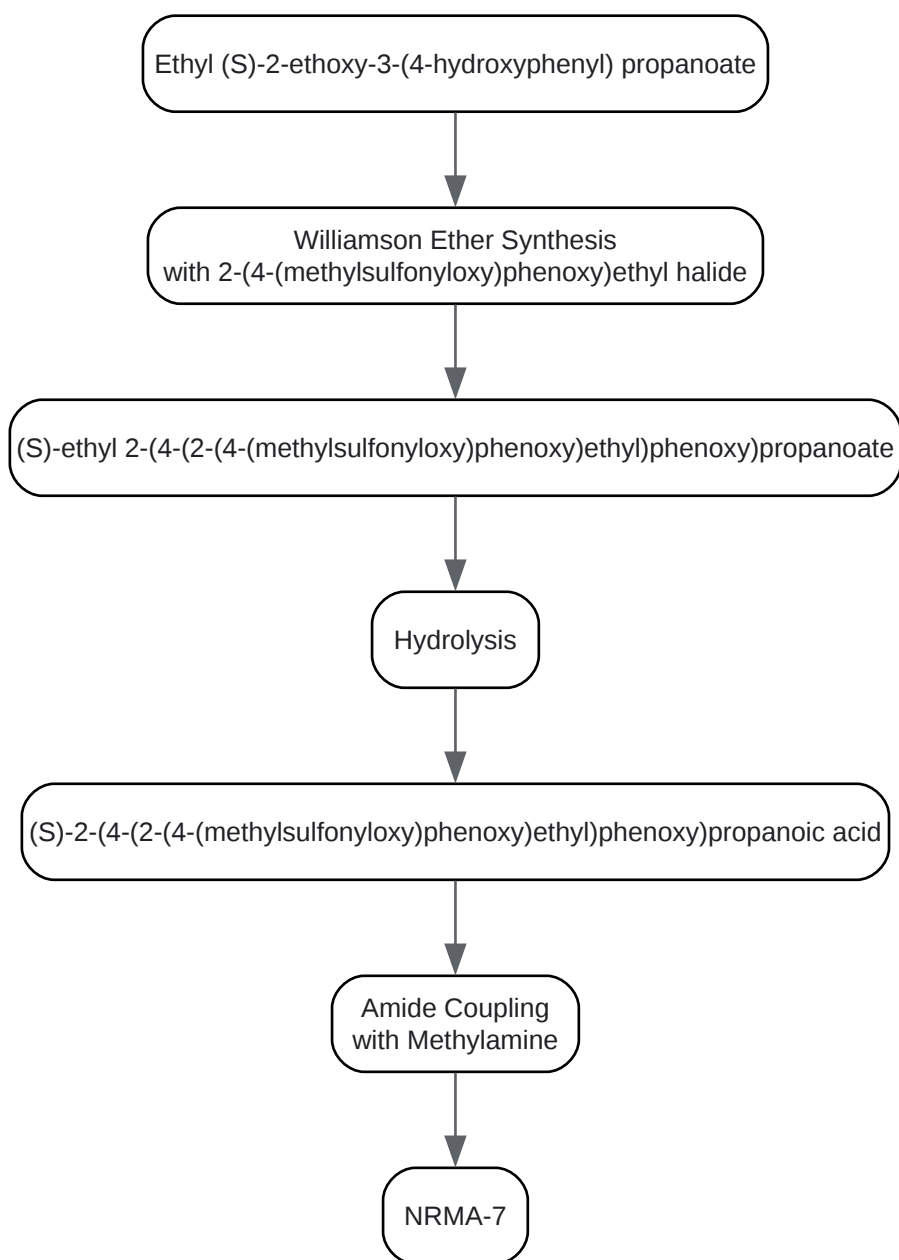 Ethyl (S)-2-ethoxy-3-(4-hydroxyphenyl) propanoate
Williamson Ether Synthesis
with 2-(4-(methylsulfonyloxy)phenoxy)ethyl halide
(S)-ethyl 2-(4-(2-(4-(methylsulfonyloxy)phenoxy)ethyl)phenoxy)propanoate
Hydrolysis
(S)-2-(4-(2-(4-(methylsulfonyloxy)phenoxy)ethyl)phenoxy)propanoic acid
Amide Coupling
with Methylamine
NRMA-7